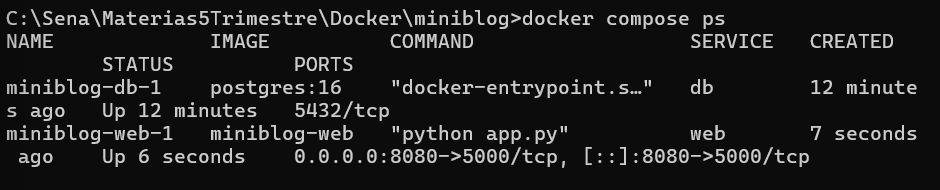 C:\Sena\Materias5Trimestre\Docker\miniblog>docker compose ps
NAME             IMAGE          COMMAND                   SERVICE   CREATED
        STATUS          PORTS
miniblog-db-1    postgres:16    "docker-entrypoint.s…"    db        12 minute
s ago   Up 12 minutes   5432/tcp
miniblog-web-1   miniblog-web   "python app.py"           web       7 seconds
 ago    Up 6 seconds    0.0.0.0:8080->5000/tcp, [::]:8080->5000/tcp